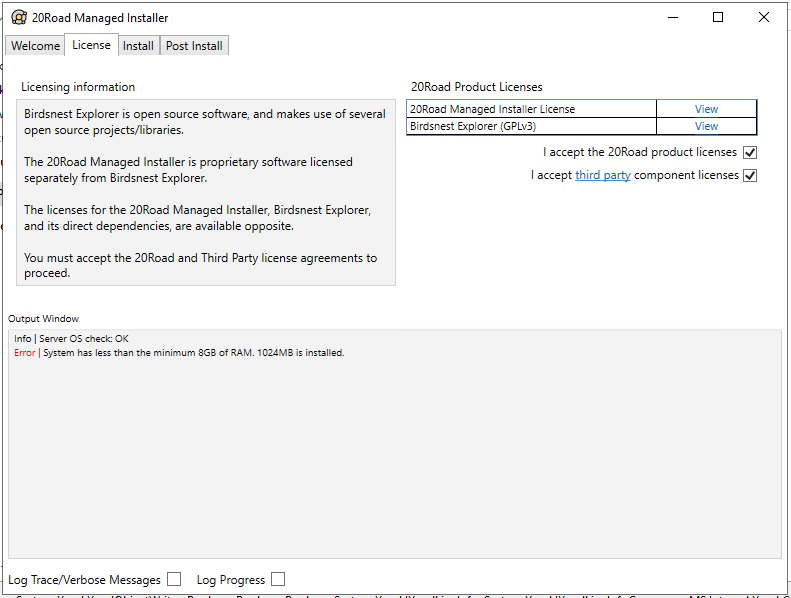 20Road Managed Installer
Welcome License Install Post Install
Licensing information
Birdsnest Explorer is open source software, and makes use of several
open source projects/libraries.
The 20Road Managed Installer is proprietary software licensed
separately from Birdsnest Explorer.
The licenses for the 20Road Managed Installer, Birdsnest Explorer,
and its direct dependencies, are available opposite.
You must accept the 20Road and Third Party license agreements to
proceed.
20Road Product Licenses
20Road Managed Installer License View
Birdsnest Explorer (GPLv3) View
I accept the 20Road product licenses
I accept third party component licenses
Output Window
Info | Server OS check: OK
Error | System has less than the minimum 8GB of RAM. 1024MB is installed.
Log Trace/Verbose Messages Log Progress